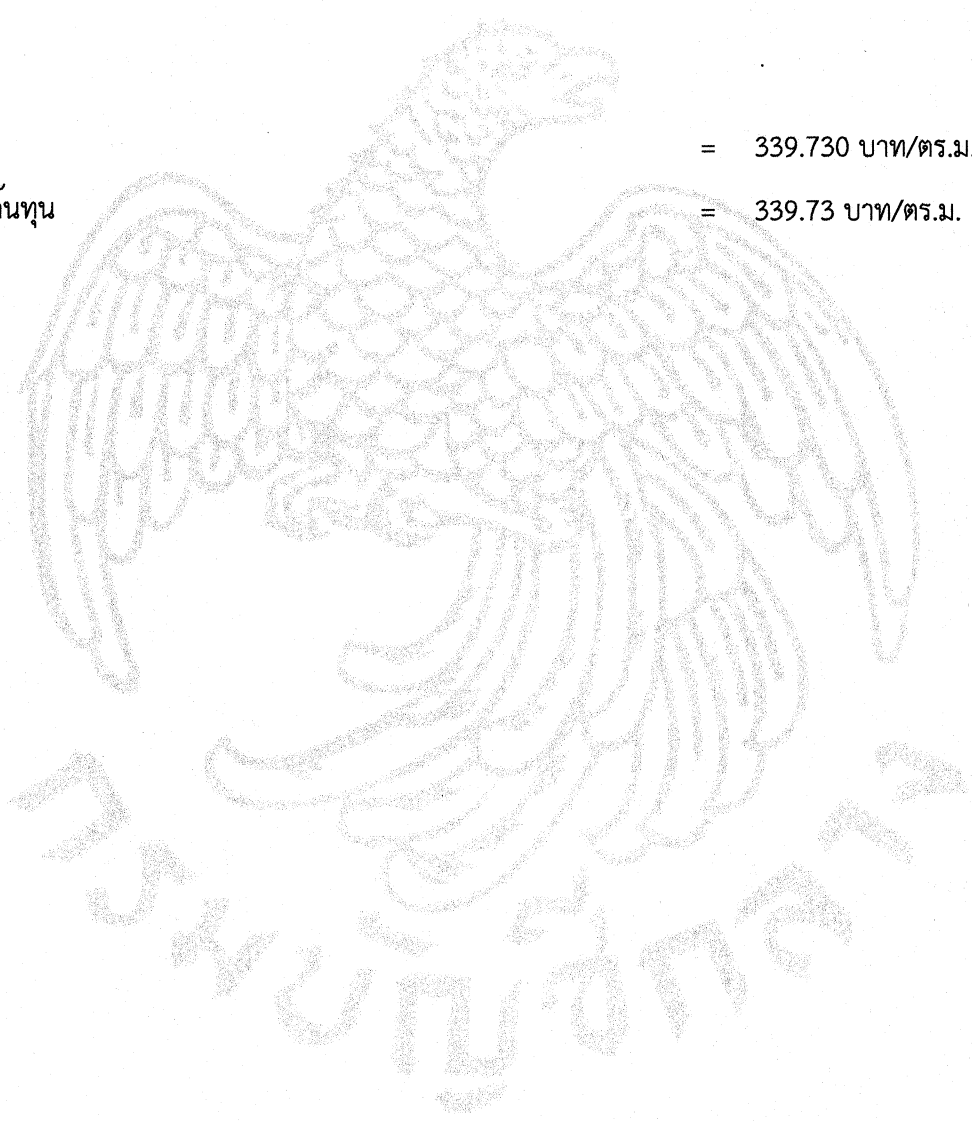 = 339.730 บาท/ตร.ม.
นทุน = 339.73 บาท/ตร.ม.
กรมบัญชีกลาง